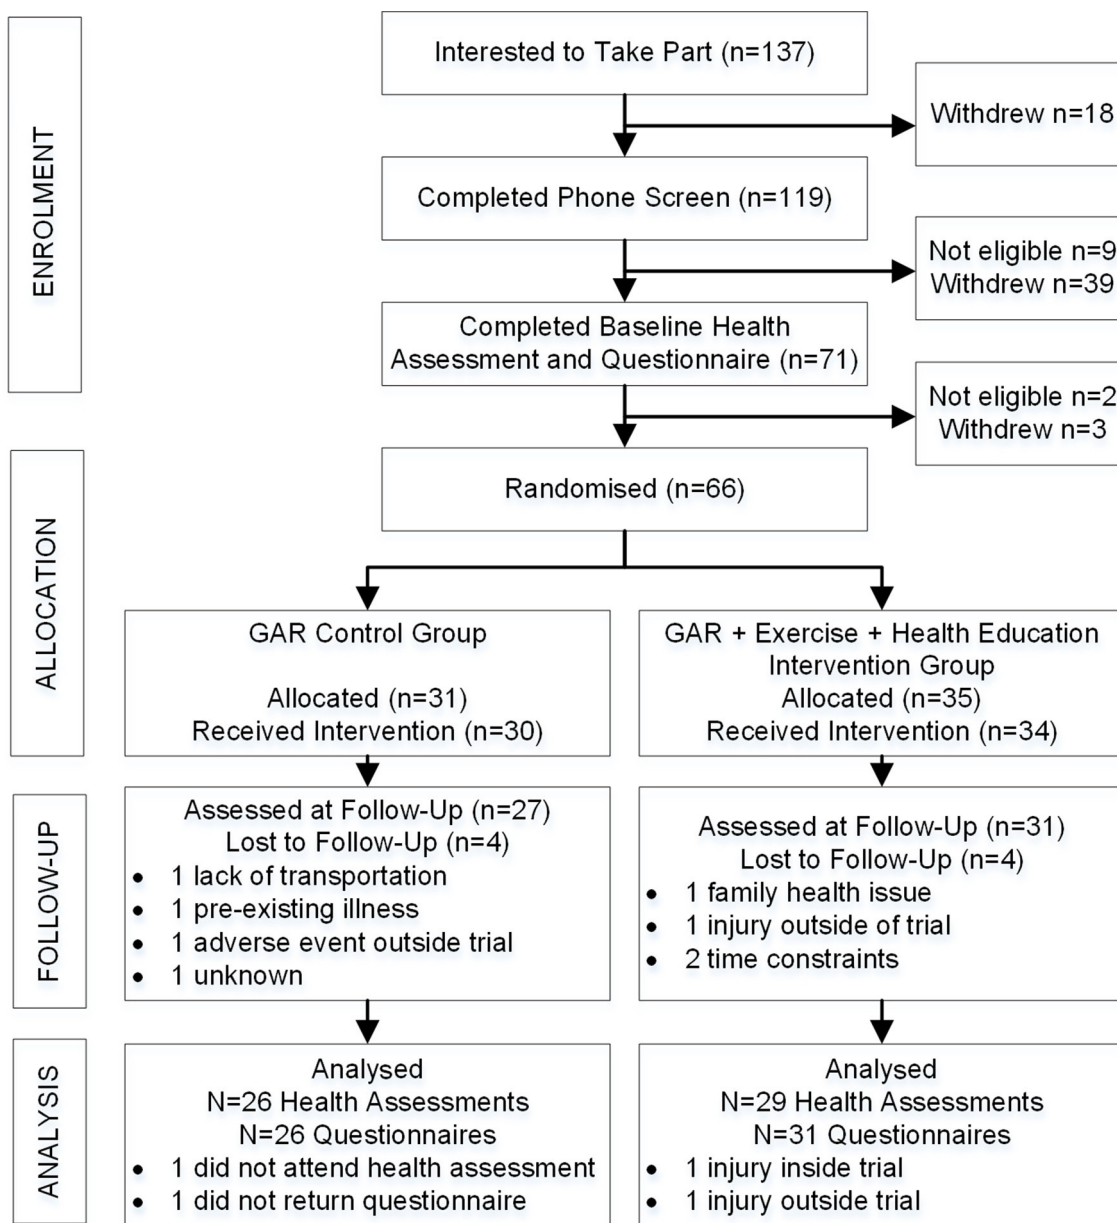 ENROLMENT
Interested to Take Part (n=137)
Withdrew n=18
Completed Phone Screen (n=119)
Not eligible n=9
Withdrew n=39
Completed Baseline Health
Assessment and Questionnaire (n=71)
Not eligible n=2
Withdrew n=3
ALLOCATION
Randomised (n=66)
GAR Control Group
Allocated (n=31)
Received Intervention (n=30)
GAR + Exercise + Health Education
Intervention Group
Allocated (n=35)
Received Intervention (n=34)
FOLLOW-UP
Assessed at Follow-Up (n=27)
Lost to Follow-Up (n=4)
• 1 lack of transportation
• 1 pre-existing illness
• 1 adverse event outside trial
• 1 unknown
Assessed at Follow-Up (n=31)
Lost to Follow-Up (n=4)
• 1 family health issue
• 1 injury outside of trial
• 2 time constraints
ANALYSIS
Analysed
N=26 Health Assessments
N=26 Questionnaires
• 1 did not attend health assessment
• 1 did not return questionnaire
Analysed
N=29 Health Assessments
N=31 Questionnaires
• 1 injury inside trial
• 1 injury outside trial